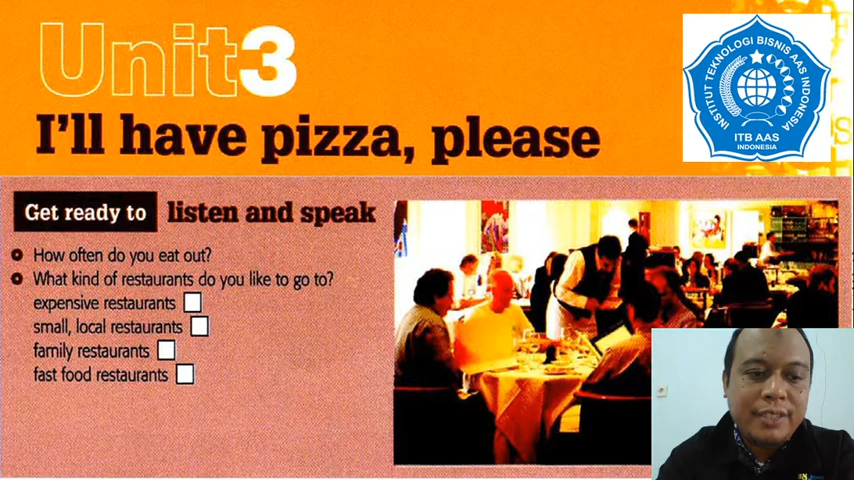 Unit3
I'll have pizza, please
Get ready to listen and speak
How often do you eat out?
What kind of restaurants do you like to go to?
expensive restaurants
small, local restaurants
family restaurants
fast food restaurants
INSTITUT TEKNOLOGI BISNIS AAS INDONESIA
ITB AAS
INDONESIA